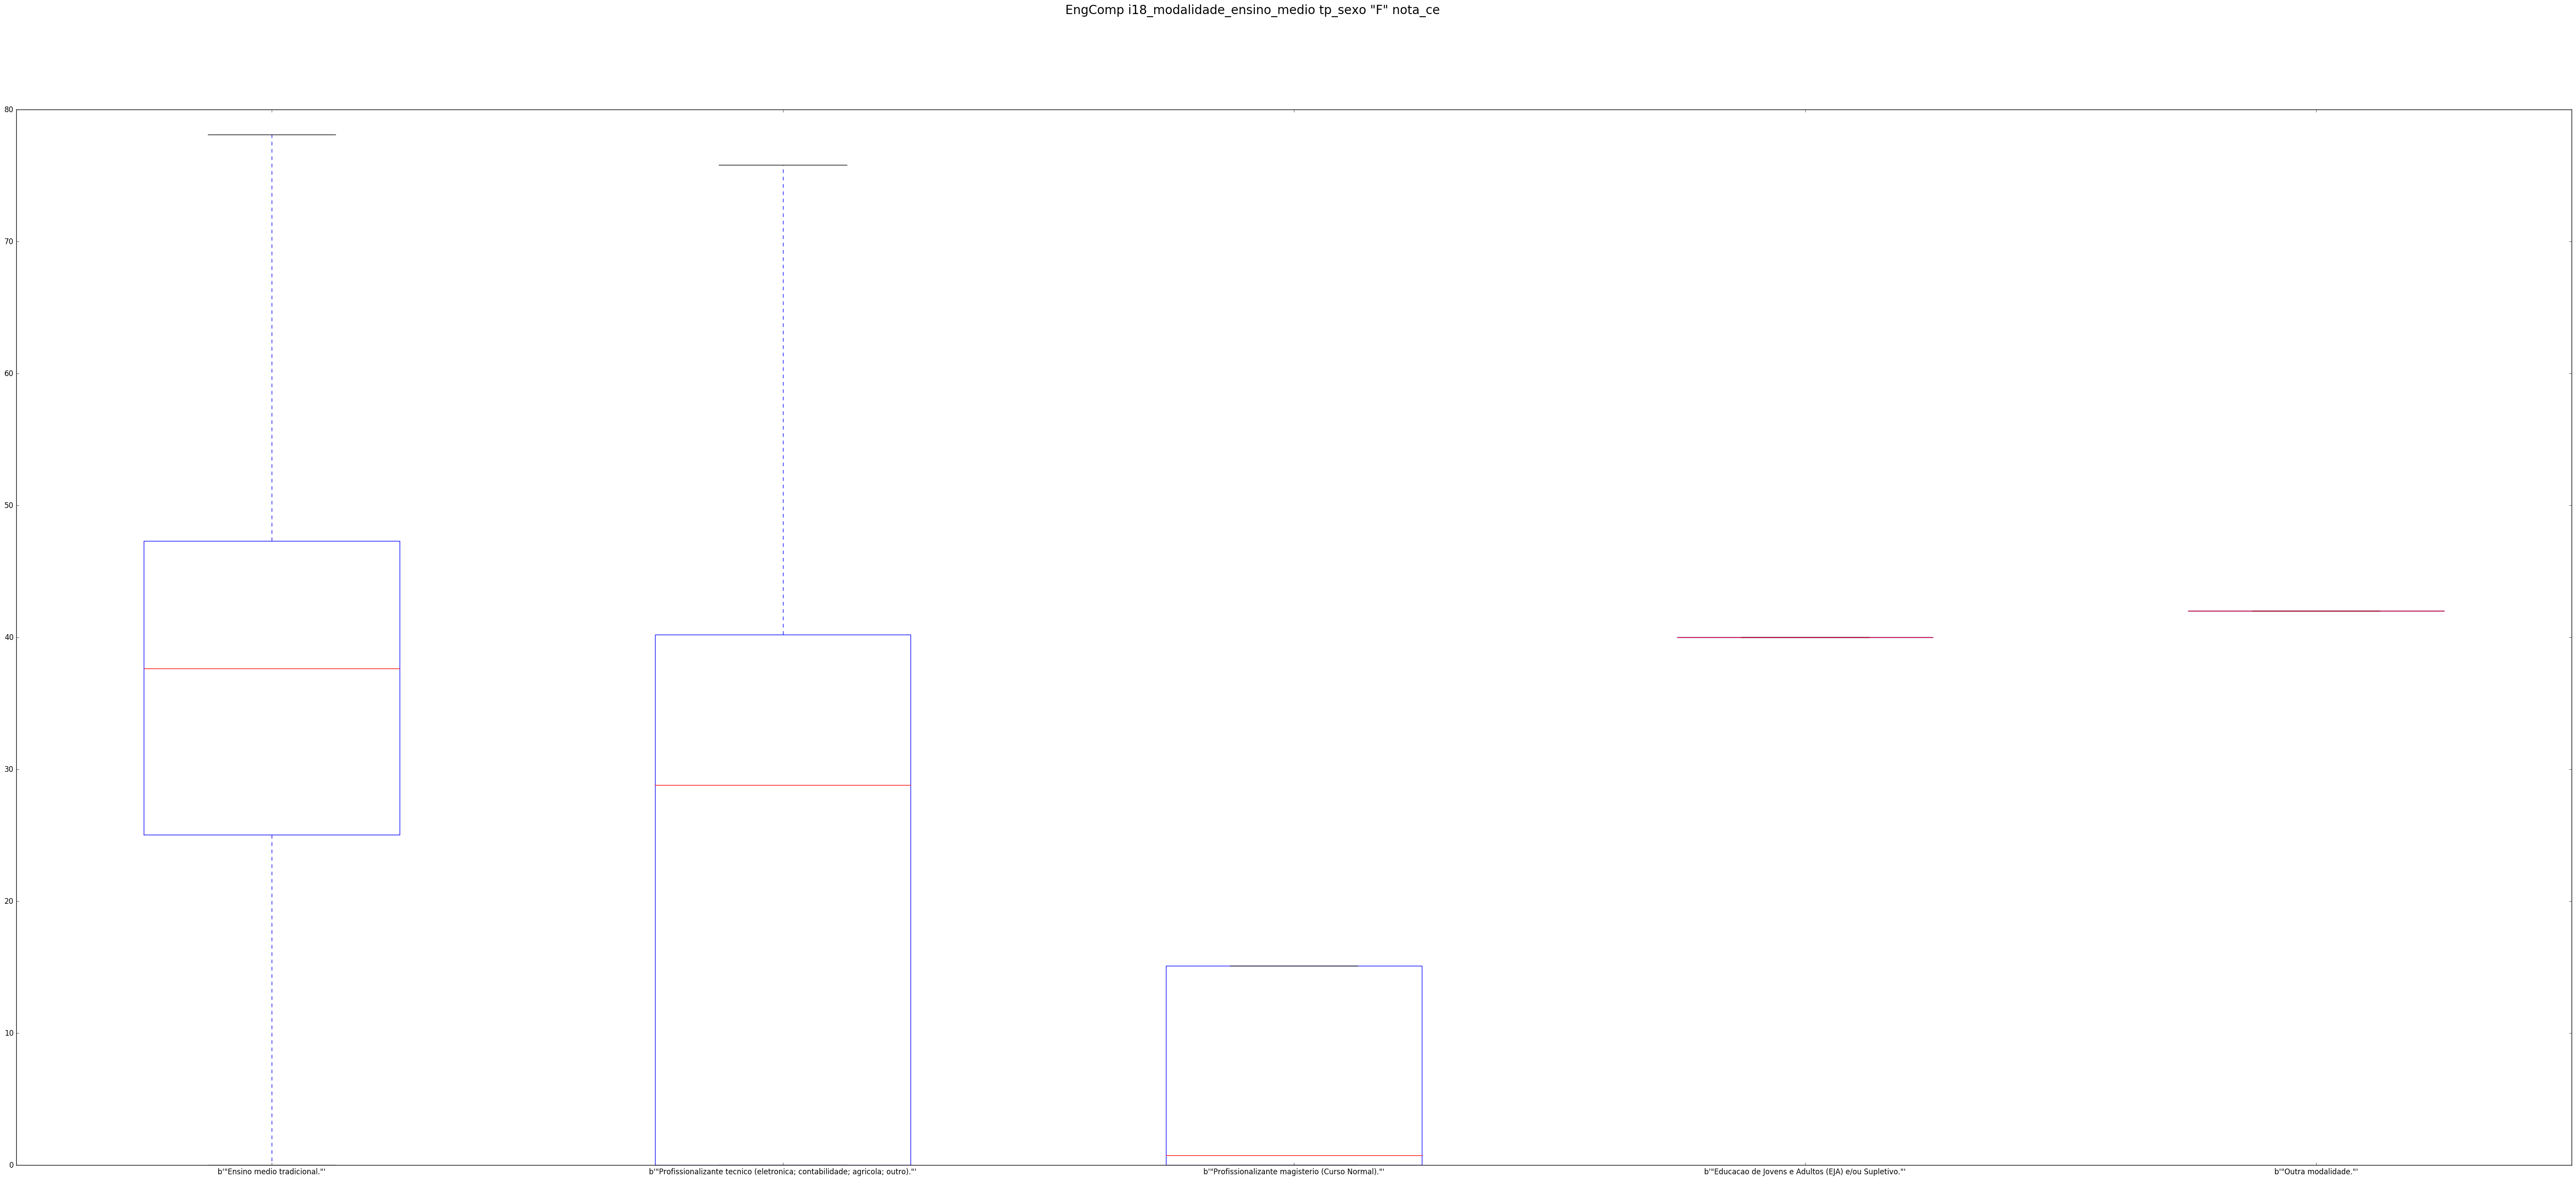 EngComp i18_modalidade_ensino_medio tp_sexo "F" nota_ce
80
70
60
50
40
30
20
10
0
b'"Ensino medio tradicional."'
b'"Profissionalizante tecnico (eletronica; contabilidade; agricola; outro)."'
b'"Profissionalizante magisterio (Curso Normal)."'
b'"Educacao de Jovens e Adultos (EJA) e/ou Supletivo."'
b'"Outra modalidade."'